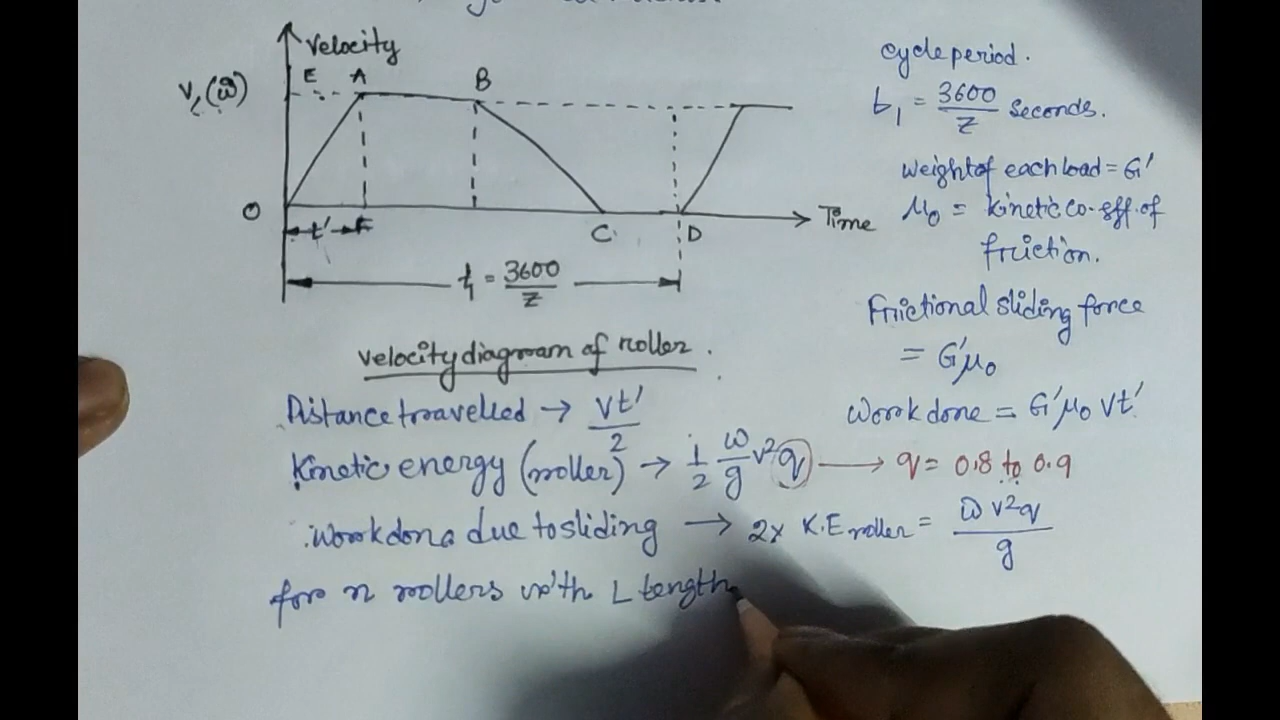 Velocity
E A B
V, (ω)
O
t' F
C D Time
t1 = 3600/Z
Velocity diagram of roller.
Distance travelled → Vt'/2
Kinetic energy (roller) → 1/2 ω/g v² q → q = 0.8 to 0.9
Work done due to sliding → 2x K.E roller = ω v² q / g
for n rollers with L length
cycle period.
t1 = 3600/Z seconds.
weight of each load = G'
μ0 = kinetic co-eff. of
friction.
Frictional sliding force
= G'μ0
Work done = G'μ0 Vt'